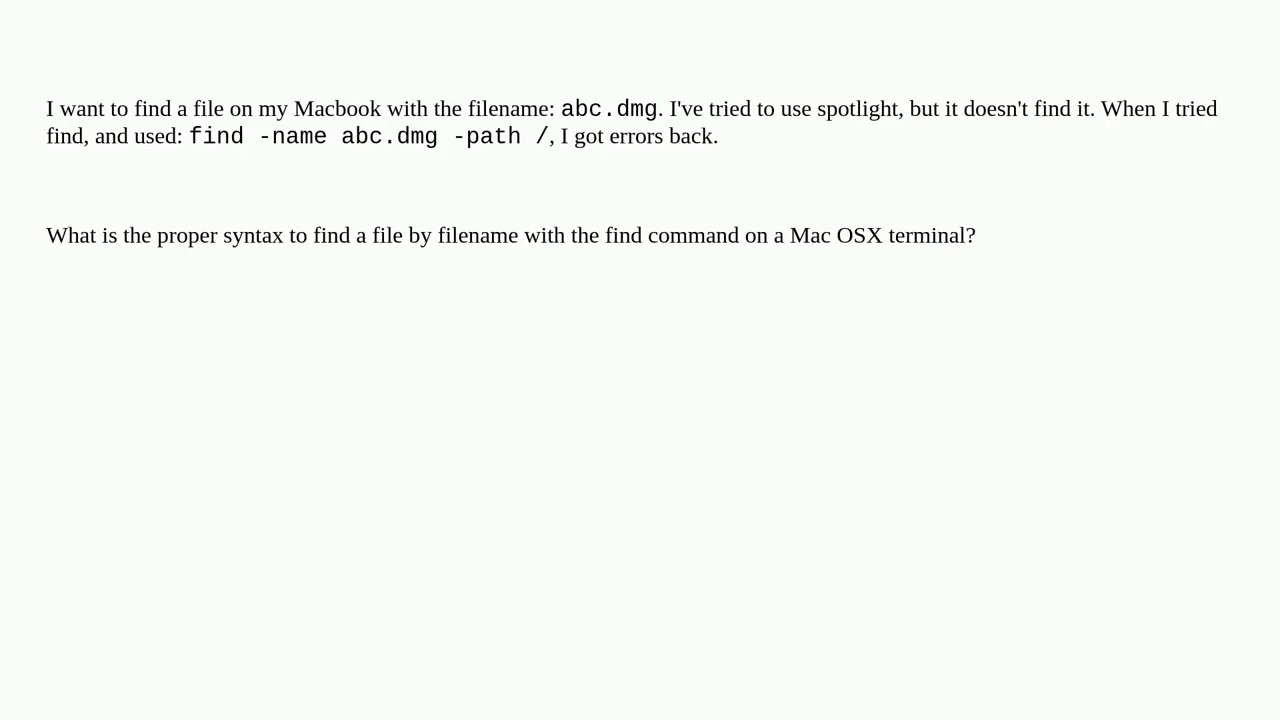 I want to find a file on my Macbook with the filename: abc.dmg. I've tried to use spotlight, but it doesn't find it. When I tried
find, and used: find -name abc.dmg -path /, I got errors back.
What is the proper syntax to find a file by filename with the find command on a Mac OSX terminal?